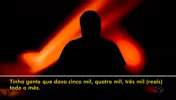 Tinha gente que dava cinco mil, quatro mil, três mil (reais)
todo o mês.